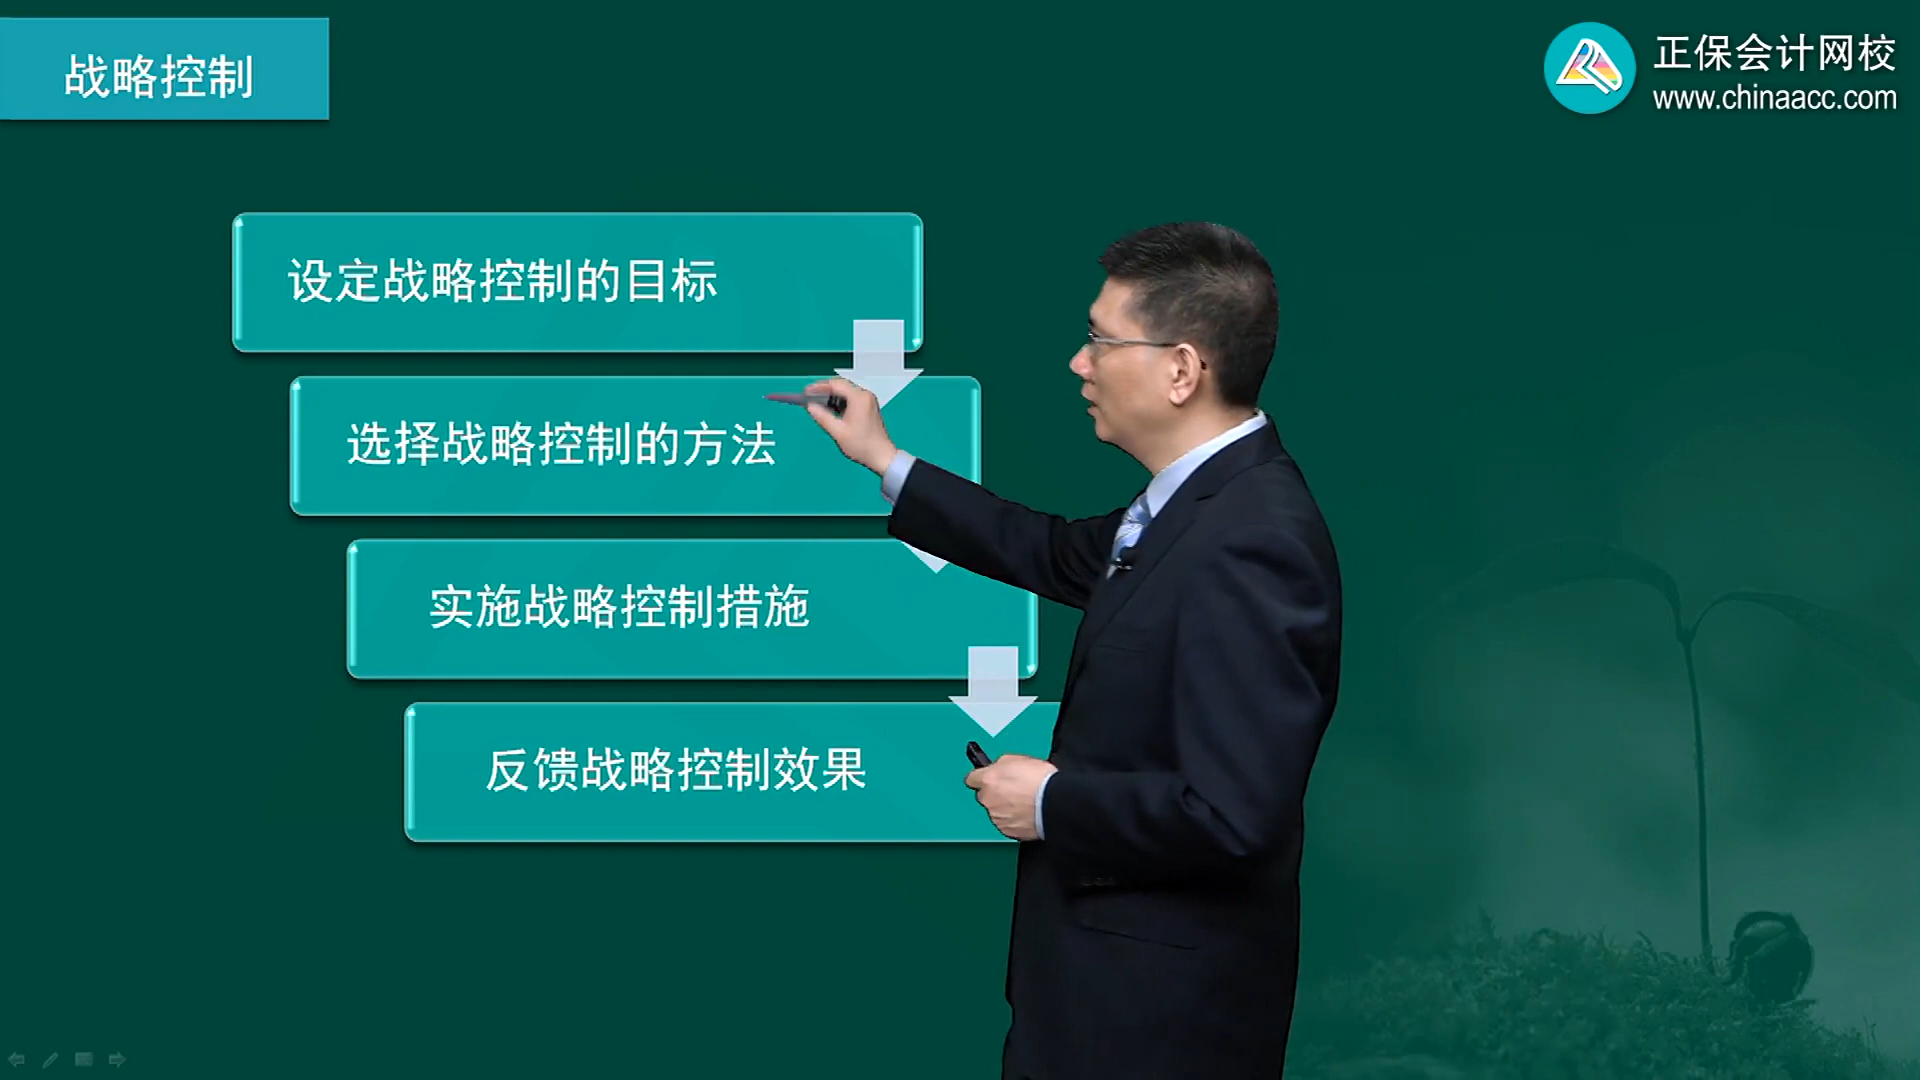 战略控制
正保会计网校
www.chinaacc.com
设定战略控制的目标
选择战略控制的方法
实施战略控制措施
反馈战略控制效果